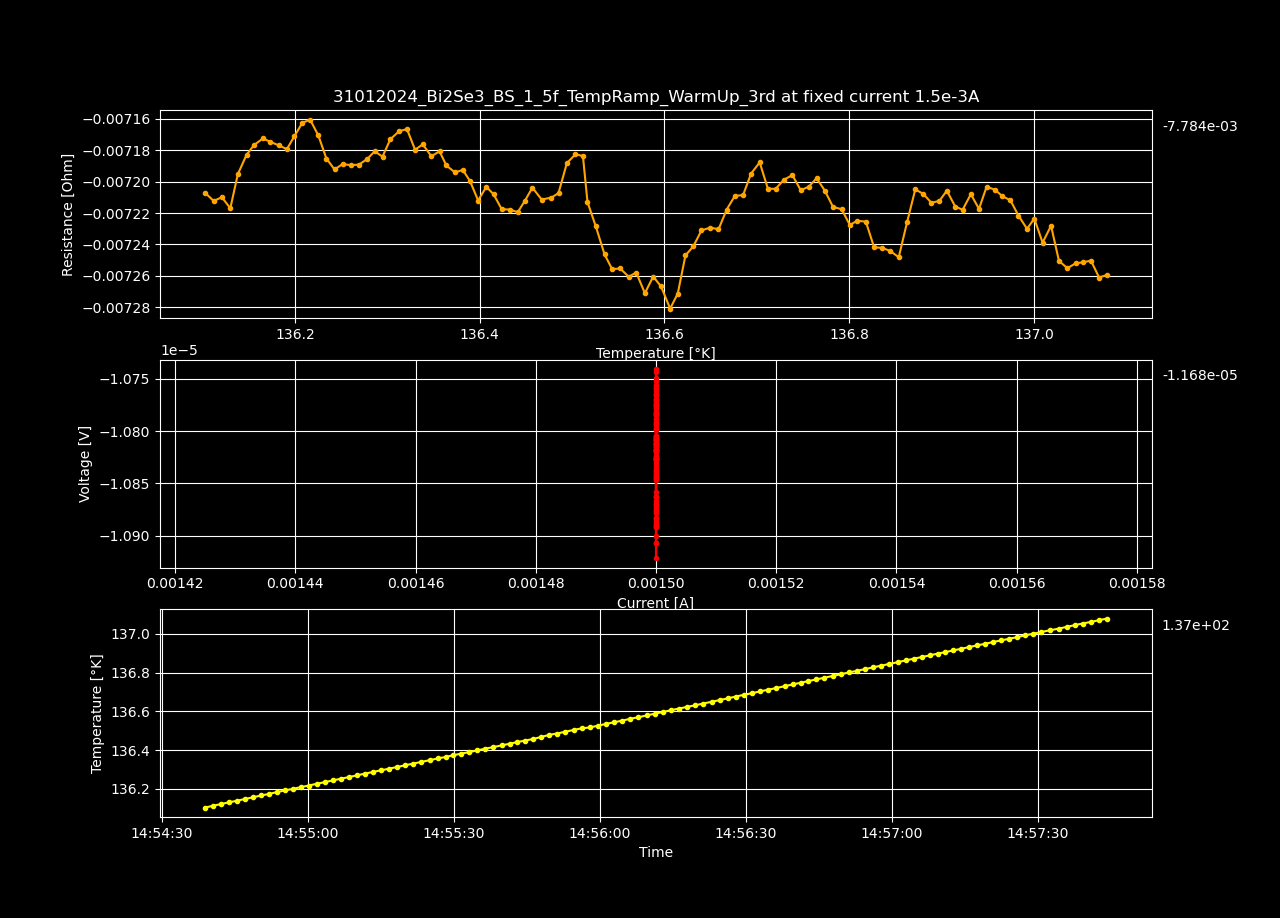 31012024_Bi2Se3_BS_1_5f_TempRamp_WarmUp_3rd at fixed current 1.5e-3A
−0.00716
−0.00718
−0.00720
−0.00722
−0.00724
−0.00726
−0.00728
Resistance [Ohm]
-7.784e-03
136.2 136.4 136.6 136.8 137.0
Temperature [°K]
1e−5
−1.075
−1.080
−1.085
−1.090
Voltage [V]
-1.168e-05
0.00142 0.00144 0.00146 0.00148 0.00150 0.00152 0.00154 0.00156 0.00158
Current [A]
137.0
136.8
136.6
136.4
136.2
Temperature [°K]
1.37e+02
14:54:30 14:55:00 14:55:30 14:56:00 14:56:30 14:57:00 14:57:30
Time